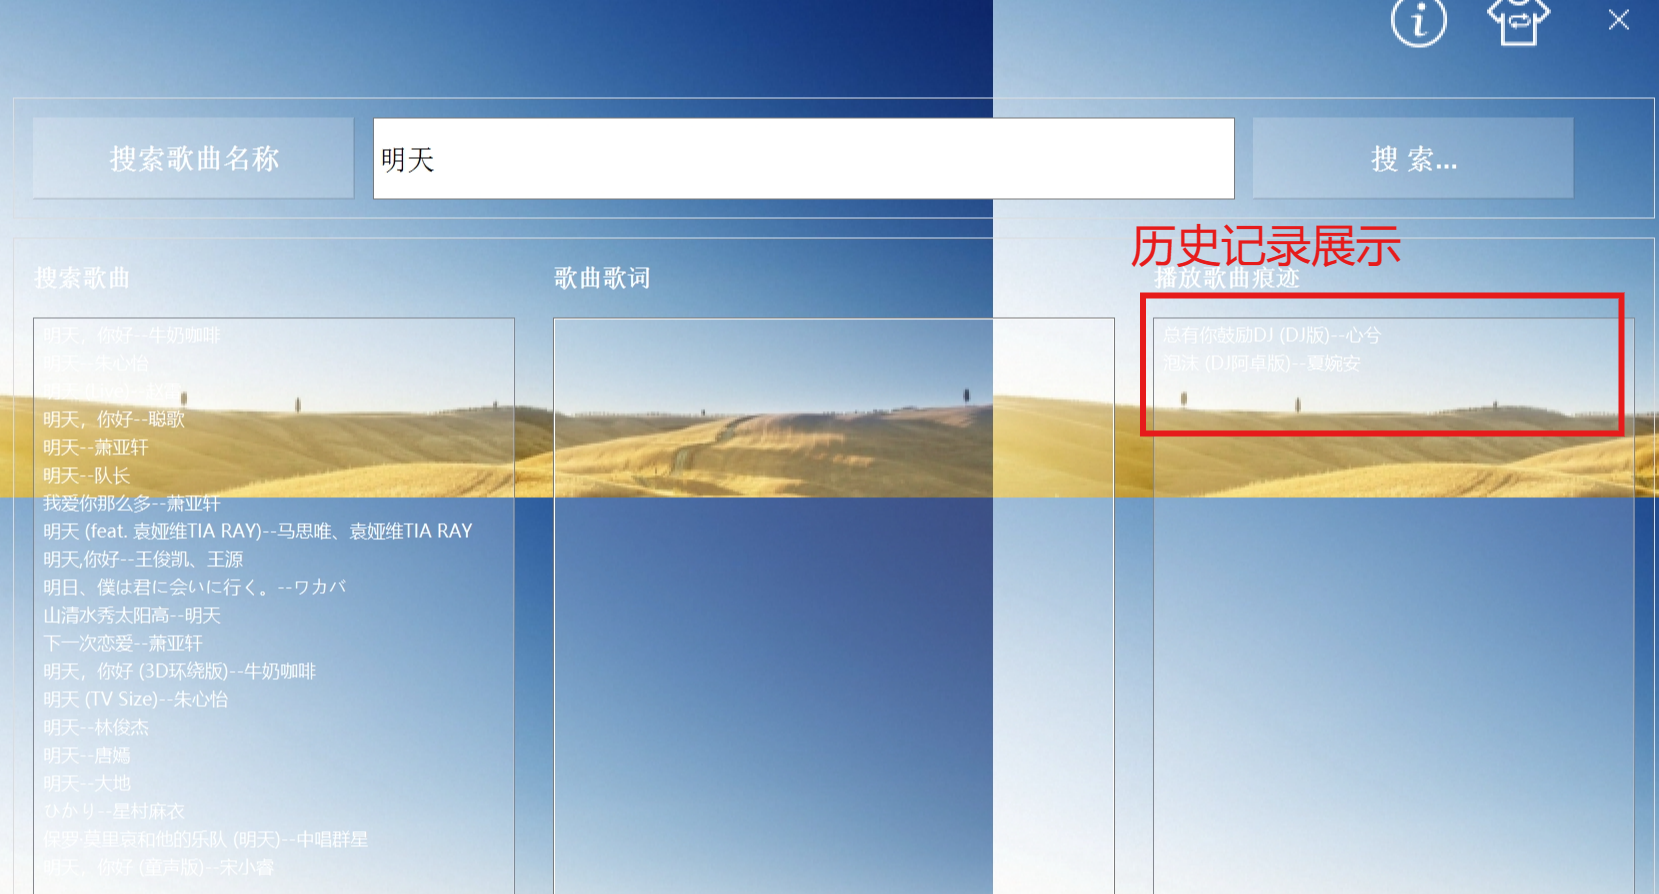 搜索歌曲名称
明天
搜 索...
历史记录展示
搜索歌曲
歌曲歌词
播放歌曲痕迹
明天，你好--牛奶咖啡
明天--朱心怡
明天 (Live)--赵雷
明天，你好--聪歌
明天--萧亚轩
明天--队长
我爱你那么多--萧亚轩
明天 (feat. 袁娅维TIA RAY)--马思唯、袁娅维TIA RAY
明天,你好--王俊凯、王源
明日、僕は君に会いに行く。--ワカバ
山清水秀太阳高--明天
下一次恋爱--萧亚轩
明天，你好 (3D环绕版)--牛奶咖啡
明天 (TV Size)--朱心怡
明天--林俊杰
明天--唐嫣
明天--大地
ひかり--星村麻衣
保罗·莫里哀和他的乐队 (明天)--中唱群星
明天，你好 (童声版)--宋小睿
总有你鼓励DJ (DJ版)--心兮
泡沫 (DJ阿卓版)--夏婉安